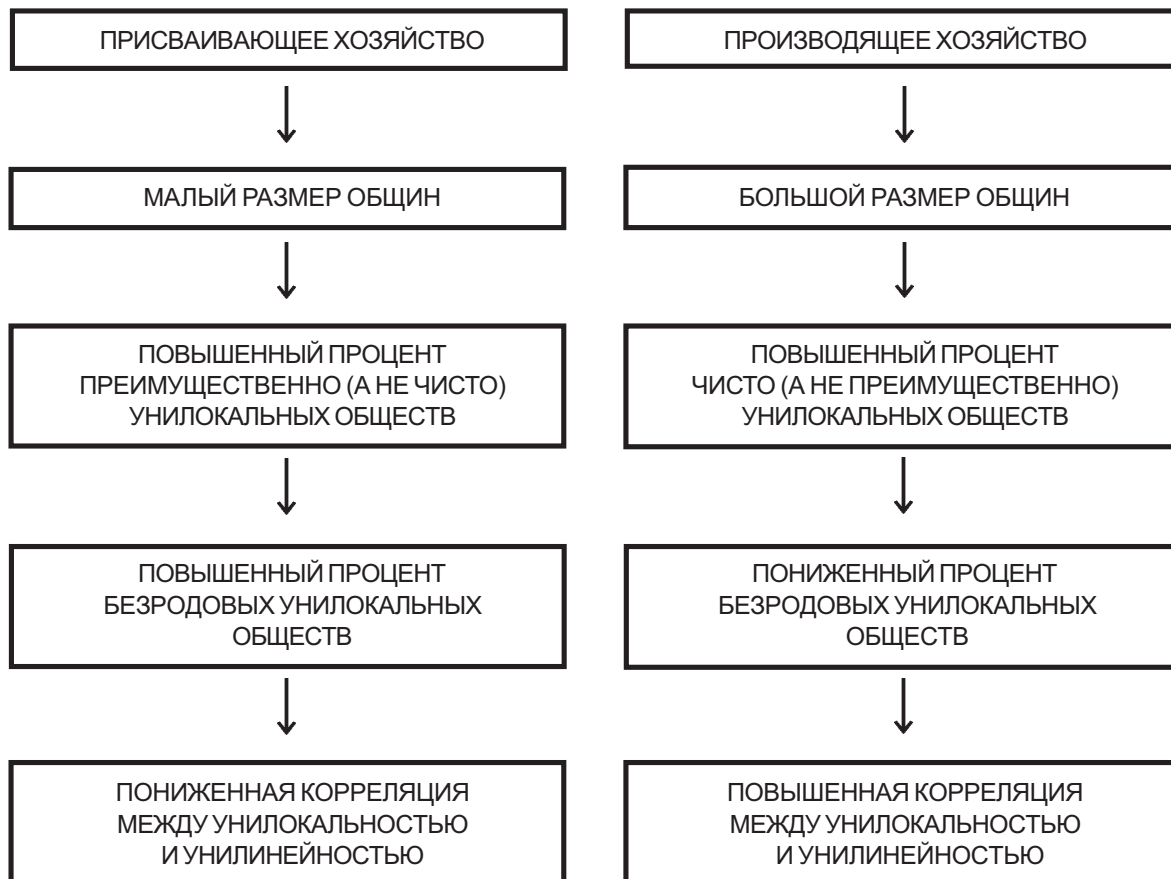 ПРИСВАИВАЮЩЕЕ ХОЗЯЙСТВО
МАЛЫЙ РАЗМЕР ОБЩИН
ПОВЫШЕННЫЙ ПРОЦЕНТ
ПРЕИМУЩЕСТВЕННО (А НЕ ЧИСТО)
УНИЛОКАЛЬНЫХ ОБЩЕСТВ
ПОВЫШЕННЫЙ ПРОЦЕНТ
БЕЗРОДОВЫХ УНИЛОКАЛЬНЫХ
ОБЩЕСТВ
ПОНИЖЕННАЯ КОРРЕЛЯЦИЯ
МЕЖДУ УНИЛОКАЛЬНОСТЬЮ
И УНИЛИНЕЙНОСТЬЮ
ПРОИЗВОДЯЩЕЕ ХОЗЯЙСТВО
БОЛЬШОЙ РАЗМЕР ОБЩИН
ПОВЫШЕННЫЙ ПРОЦЕНТ
ЧИСТО (А НЕ ПРЕИМУЩЕСТВЕННО)
УНИЛОКАЛЬНЫХ ОБЩЕСТВ
ПОНИЖЕННЫЙ ПРОЦЕНТ
БЕЗРОДОВЫХ УНИЛОКАЛЬНЫХ
ОБЩЕСТВ
ПОВЫШЕННАЯ КОРРЕЛЯЦИЯ
МЕЖДУ УНИЛОКАЛЬНОСТЬЮ
И УНИЛИНЕЙНОСТЬЮ